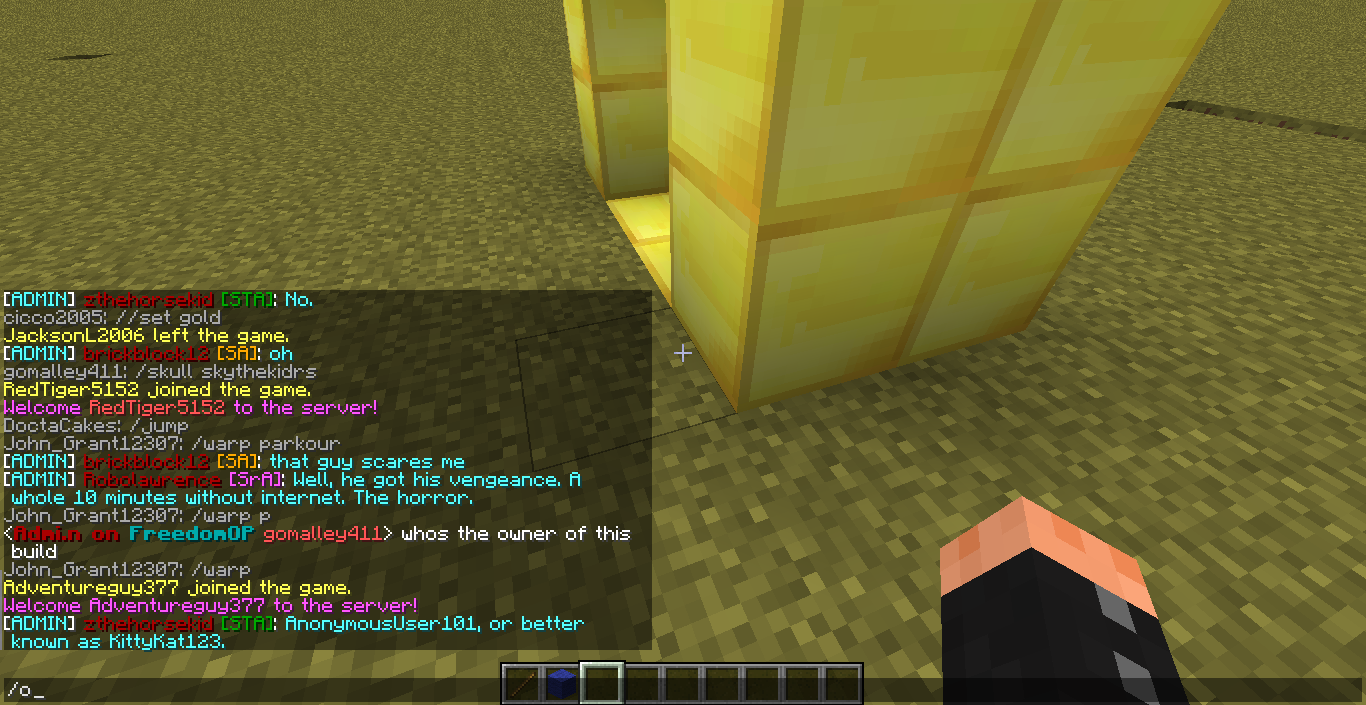 [ADMIN] zthehorsekid [STA]: No.
cicco2005: //set gold
JacksonL2006 left the game.
[ADMIN] brickblock12 [SA]: oh
gomalley411: /skull skythekidrs
RedTiger5152 joined the game.
Welcome RedTiger5152 to the server!
DoctaCakes: /jump
John_Grant12307: /warp parkour
[ADMIN] brickblock12 [SA]: that guy scares me
[ADMIN] Robolawrence [SrA]: Well, he got his vengeance. A
whole 10 minutes without internet. The horror.
John_Grant12307: /warp p
<Admin on FreedomOP gomalley411> whos the owner of this
build
John_Grant12307: /warp
Adventureguy377 joined the game.
Welcome Adventureguy377 to the server!
[ADMIN] zthehorsekid [STA]: AnonymousUser101, or better
known as KittyKat123.
/o_